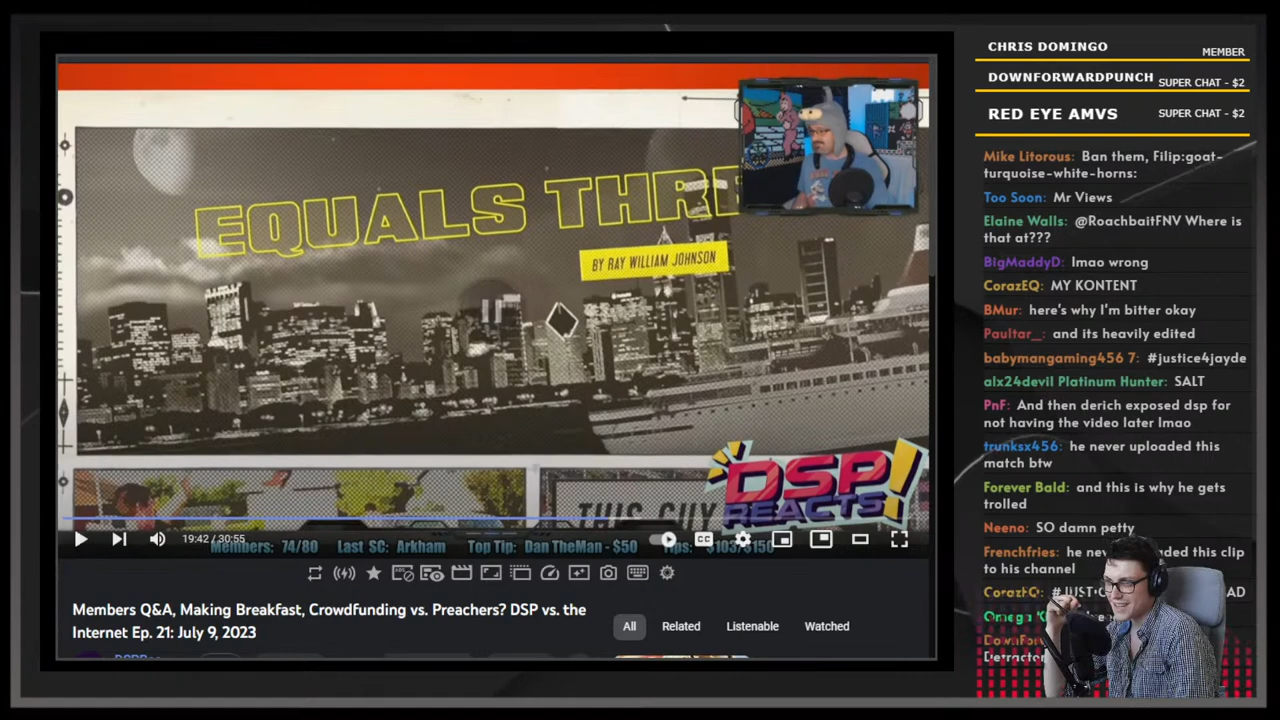 EQUALS THRE
BY RAY WILLIAM JOHNSON
THIS GUY
DSP
REACTS!
19:42 / 30:55
CC
Members: 74/80 Last SC: Arkham Top Tip: Dan TheMan - $50
Members Q&A, Making Breakfast, Crowdfunding vs. Preachers? DSP vs. the
Internet Ep. 21: July 9, 2023
All Related Listenable Watched
CHRIS DOMINGO MEMBER
DOWNFORWARDPUNCH SUPER CHAT - $2
RED EYE AMVS SUPER CHAT - $2
Mike Litorous: Ban them, Filip:goat-
turquoise-white-horns:
Too Soon: Mr Views
Elaine Walls: @RoachbaitFNV Where is
that at???
BigMaddyD: lmao wrong
CorazEQ: MY KONTENT
BMur: here's why I'm bitter okay
Paultar_: and its heavily edited
babymangaming456 7: #justice4jayde
alx24devil Platinum Hunter: SALT
PnF: And then derich exposed dsp for
not having the video later lmao
trunksx456: he never uploaded this
match btw
Forever Bald: and this is why he gets
trolled
Neeno: SO damn petty
Frenchfries: he this clip
to his channel
Omega